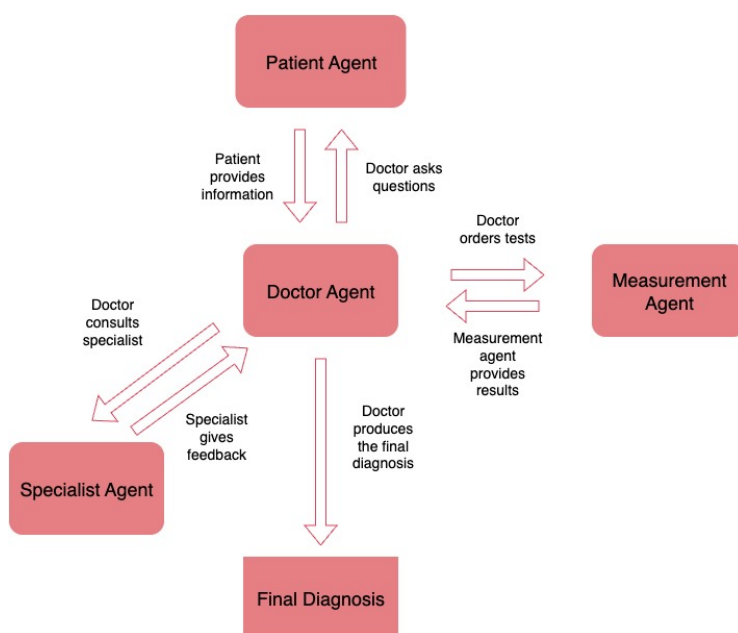 Patient Agent
Patient
provides
information
Doctor asks
questions
Doctor
orders tests
Doctor Agent
Measurement
Agent
Measurement
agent
provides
results
Doctor
consults
specialist
Specialist
gives
feedback
Doctor
produces
the final
diagnosis
Specialist Agent
Final Diagnosis